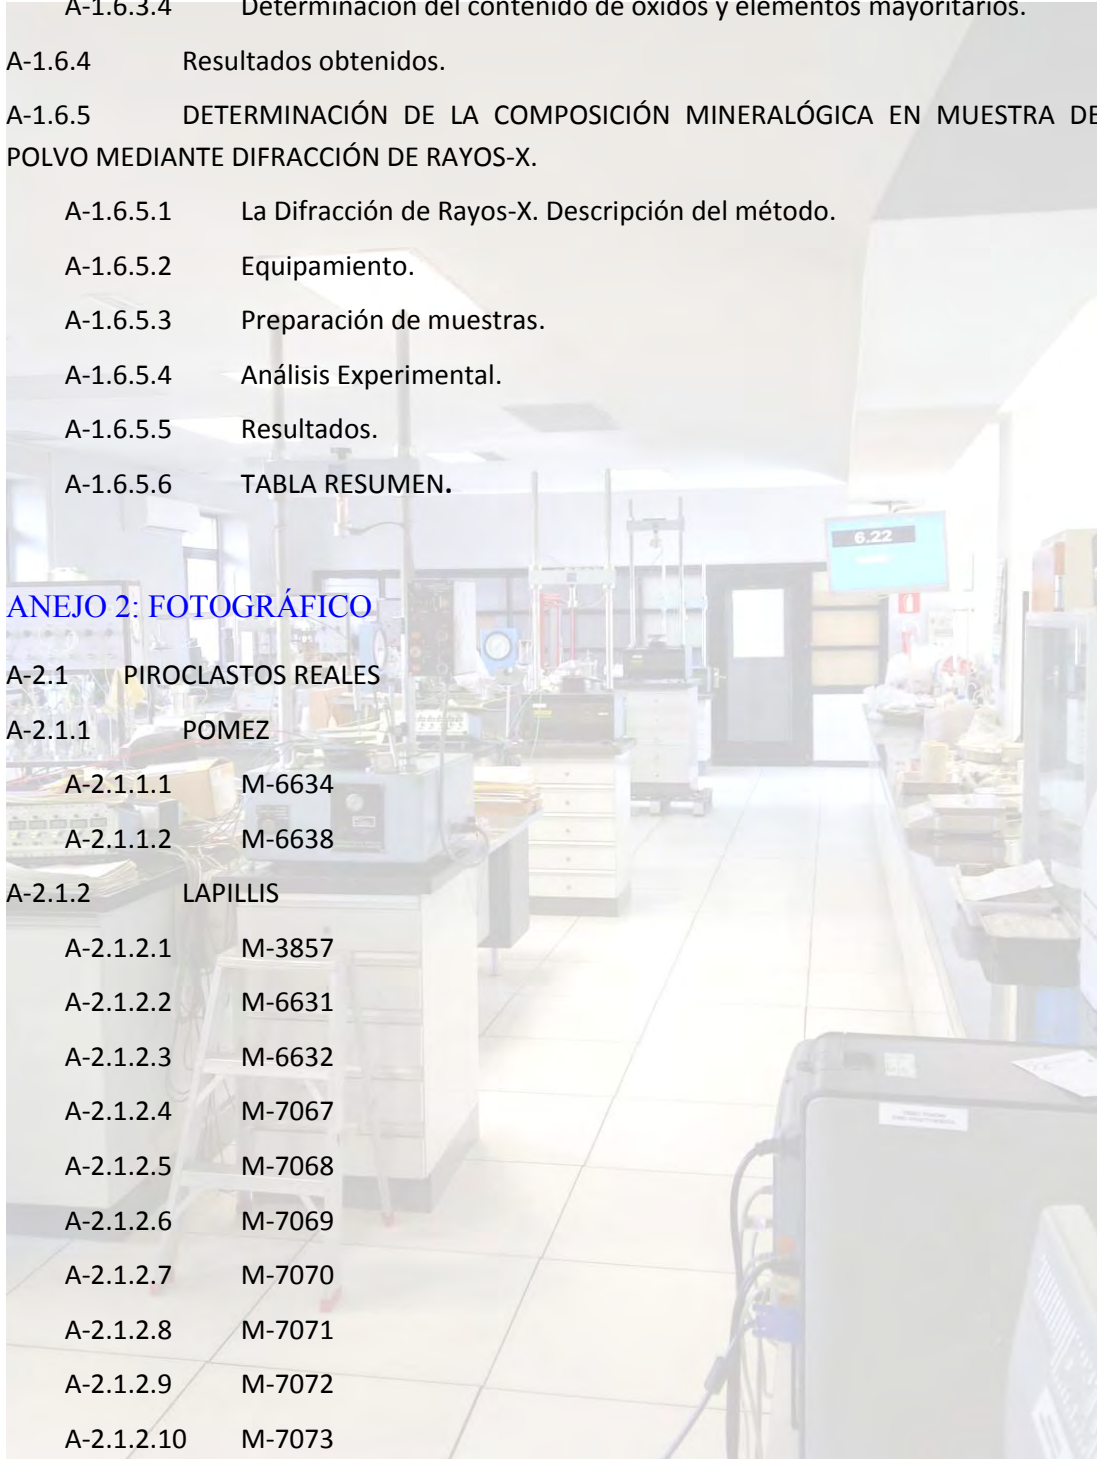 A-1.6.3.4 Determinación del contenido de óxidos y elementos mayoritarios.
A-1.6.4 Resultados obtenidos.
A-1.6.5 DETERMINACIÓN DE LA COMPOSICIÓN MINERALÓGICA EN MUESTRA DE
POLVO MEDIANTE DIFRACCIÓN DE RAYOS-X.
A-1.6.5.1 La Difracción de Rayos-X. Descripción del método.
A-1.6.5.2 Equipamiento.
A-1.6.5.3 Preparación de muestras.
A-1.6.5.4 Análisis Experimental.
A-1.6.5.5 Resultados.
A-1.6.5.6 TABLA RESUMEN.
6.22
ANEJO 2: FOTOGRÁFICO
A-2.1 PIROCLASTOS REALES
A-2.1.1 POMEZ
A-2.1.1.1 M-6634
A-2.1.1.2 M-6638
A-2.1.2 LAPILLIS
A-2.1.2.1 M-3857
A-2.1.2.2 M-6631
A-2.1.2.3 M-6632
A-2.1.2.4 M-7067
A-2.1.2.5 M-7068
A-2.1.2.6 M-7069
A-2.1.2.7 M-7070
A-2.1.2.8 M-7071
A-2.1.2.9 M-7072
A-2.1.2.10 M-7073